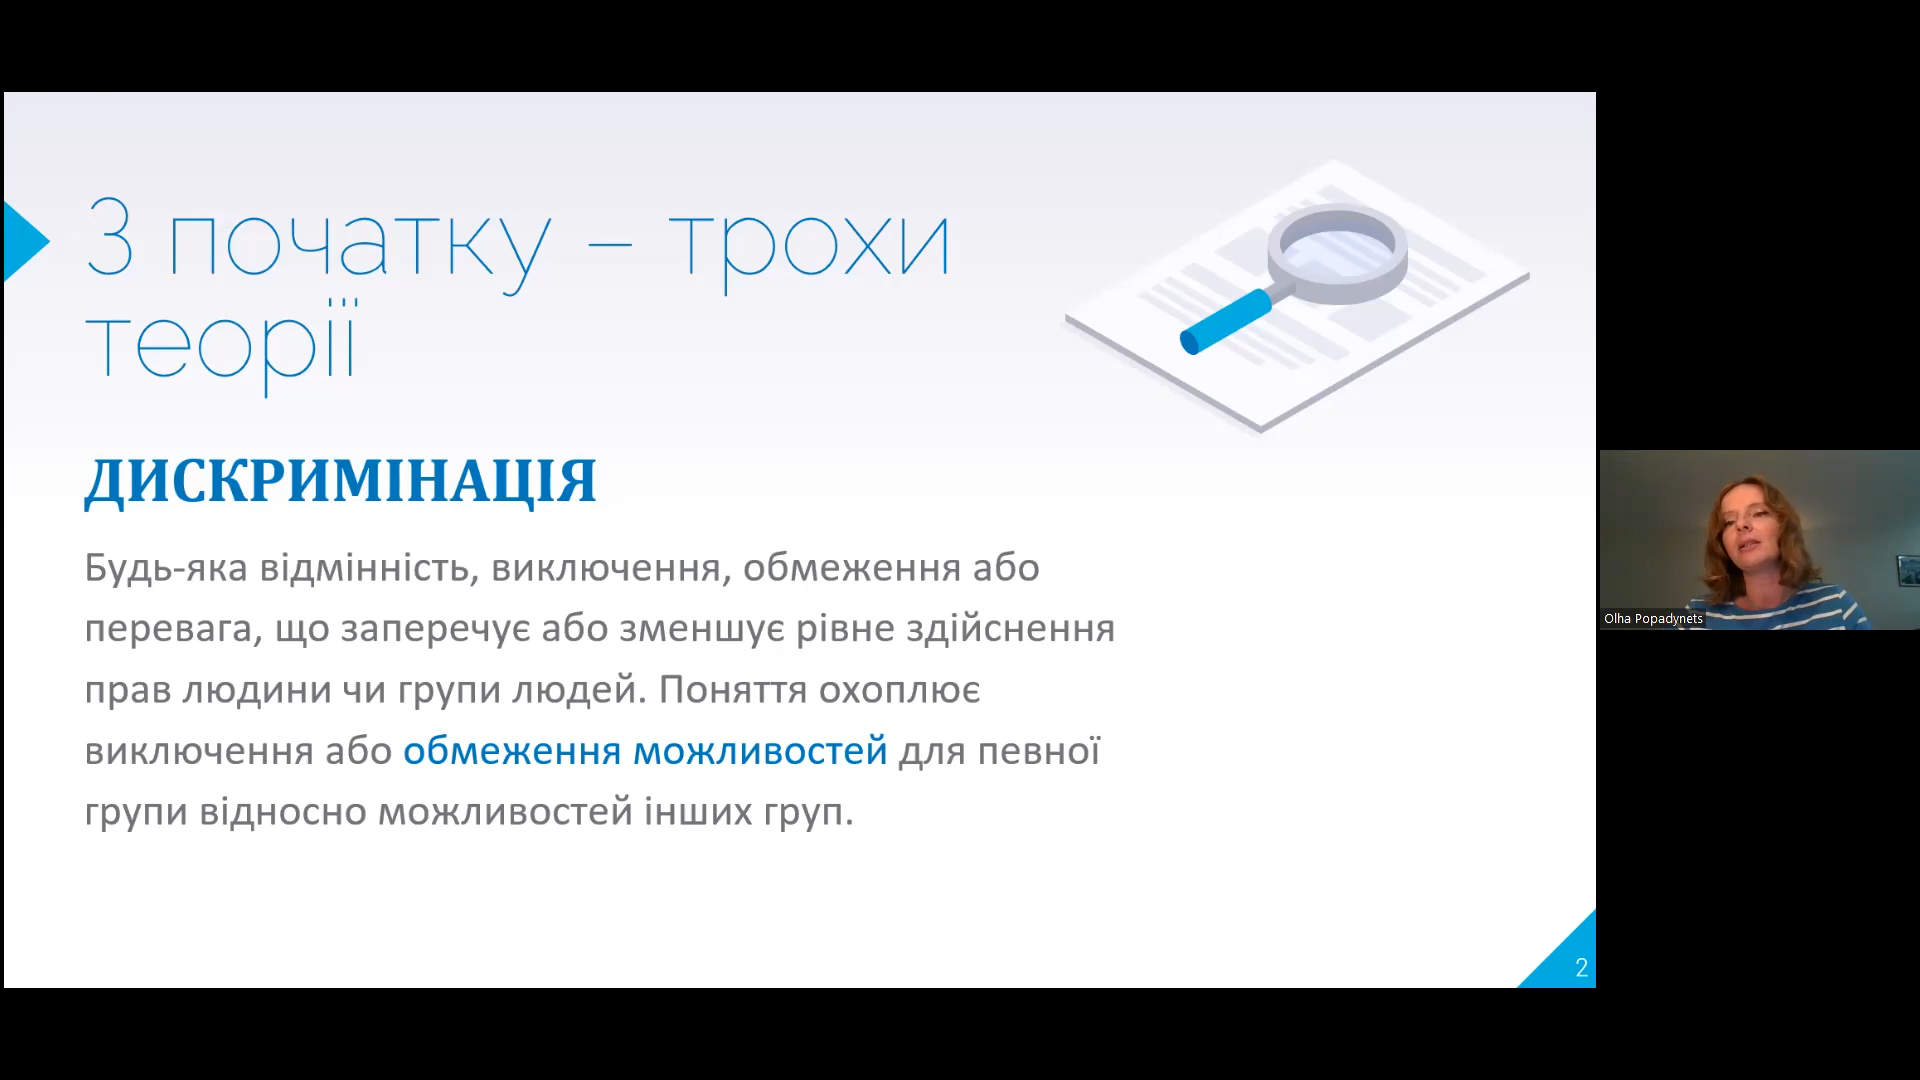 З початку – трохи
теорії
ДИСКРИМІНАЦІЯ
Будь-яка відмінність, виключення, обмеження або
перевага, що заперечує або зменшує рівне здійснення
прав людини чи групи людей. Поняття охоплює
виключення або обмеження можливостей для певної
групи відносно можливостей інших груп.
2
Olha Popadynets